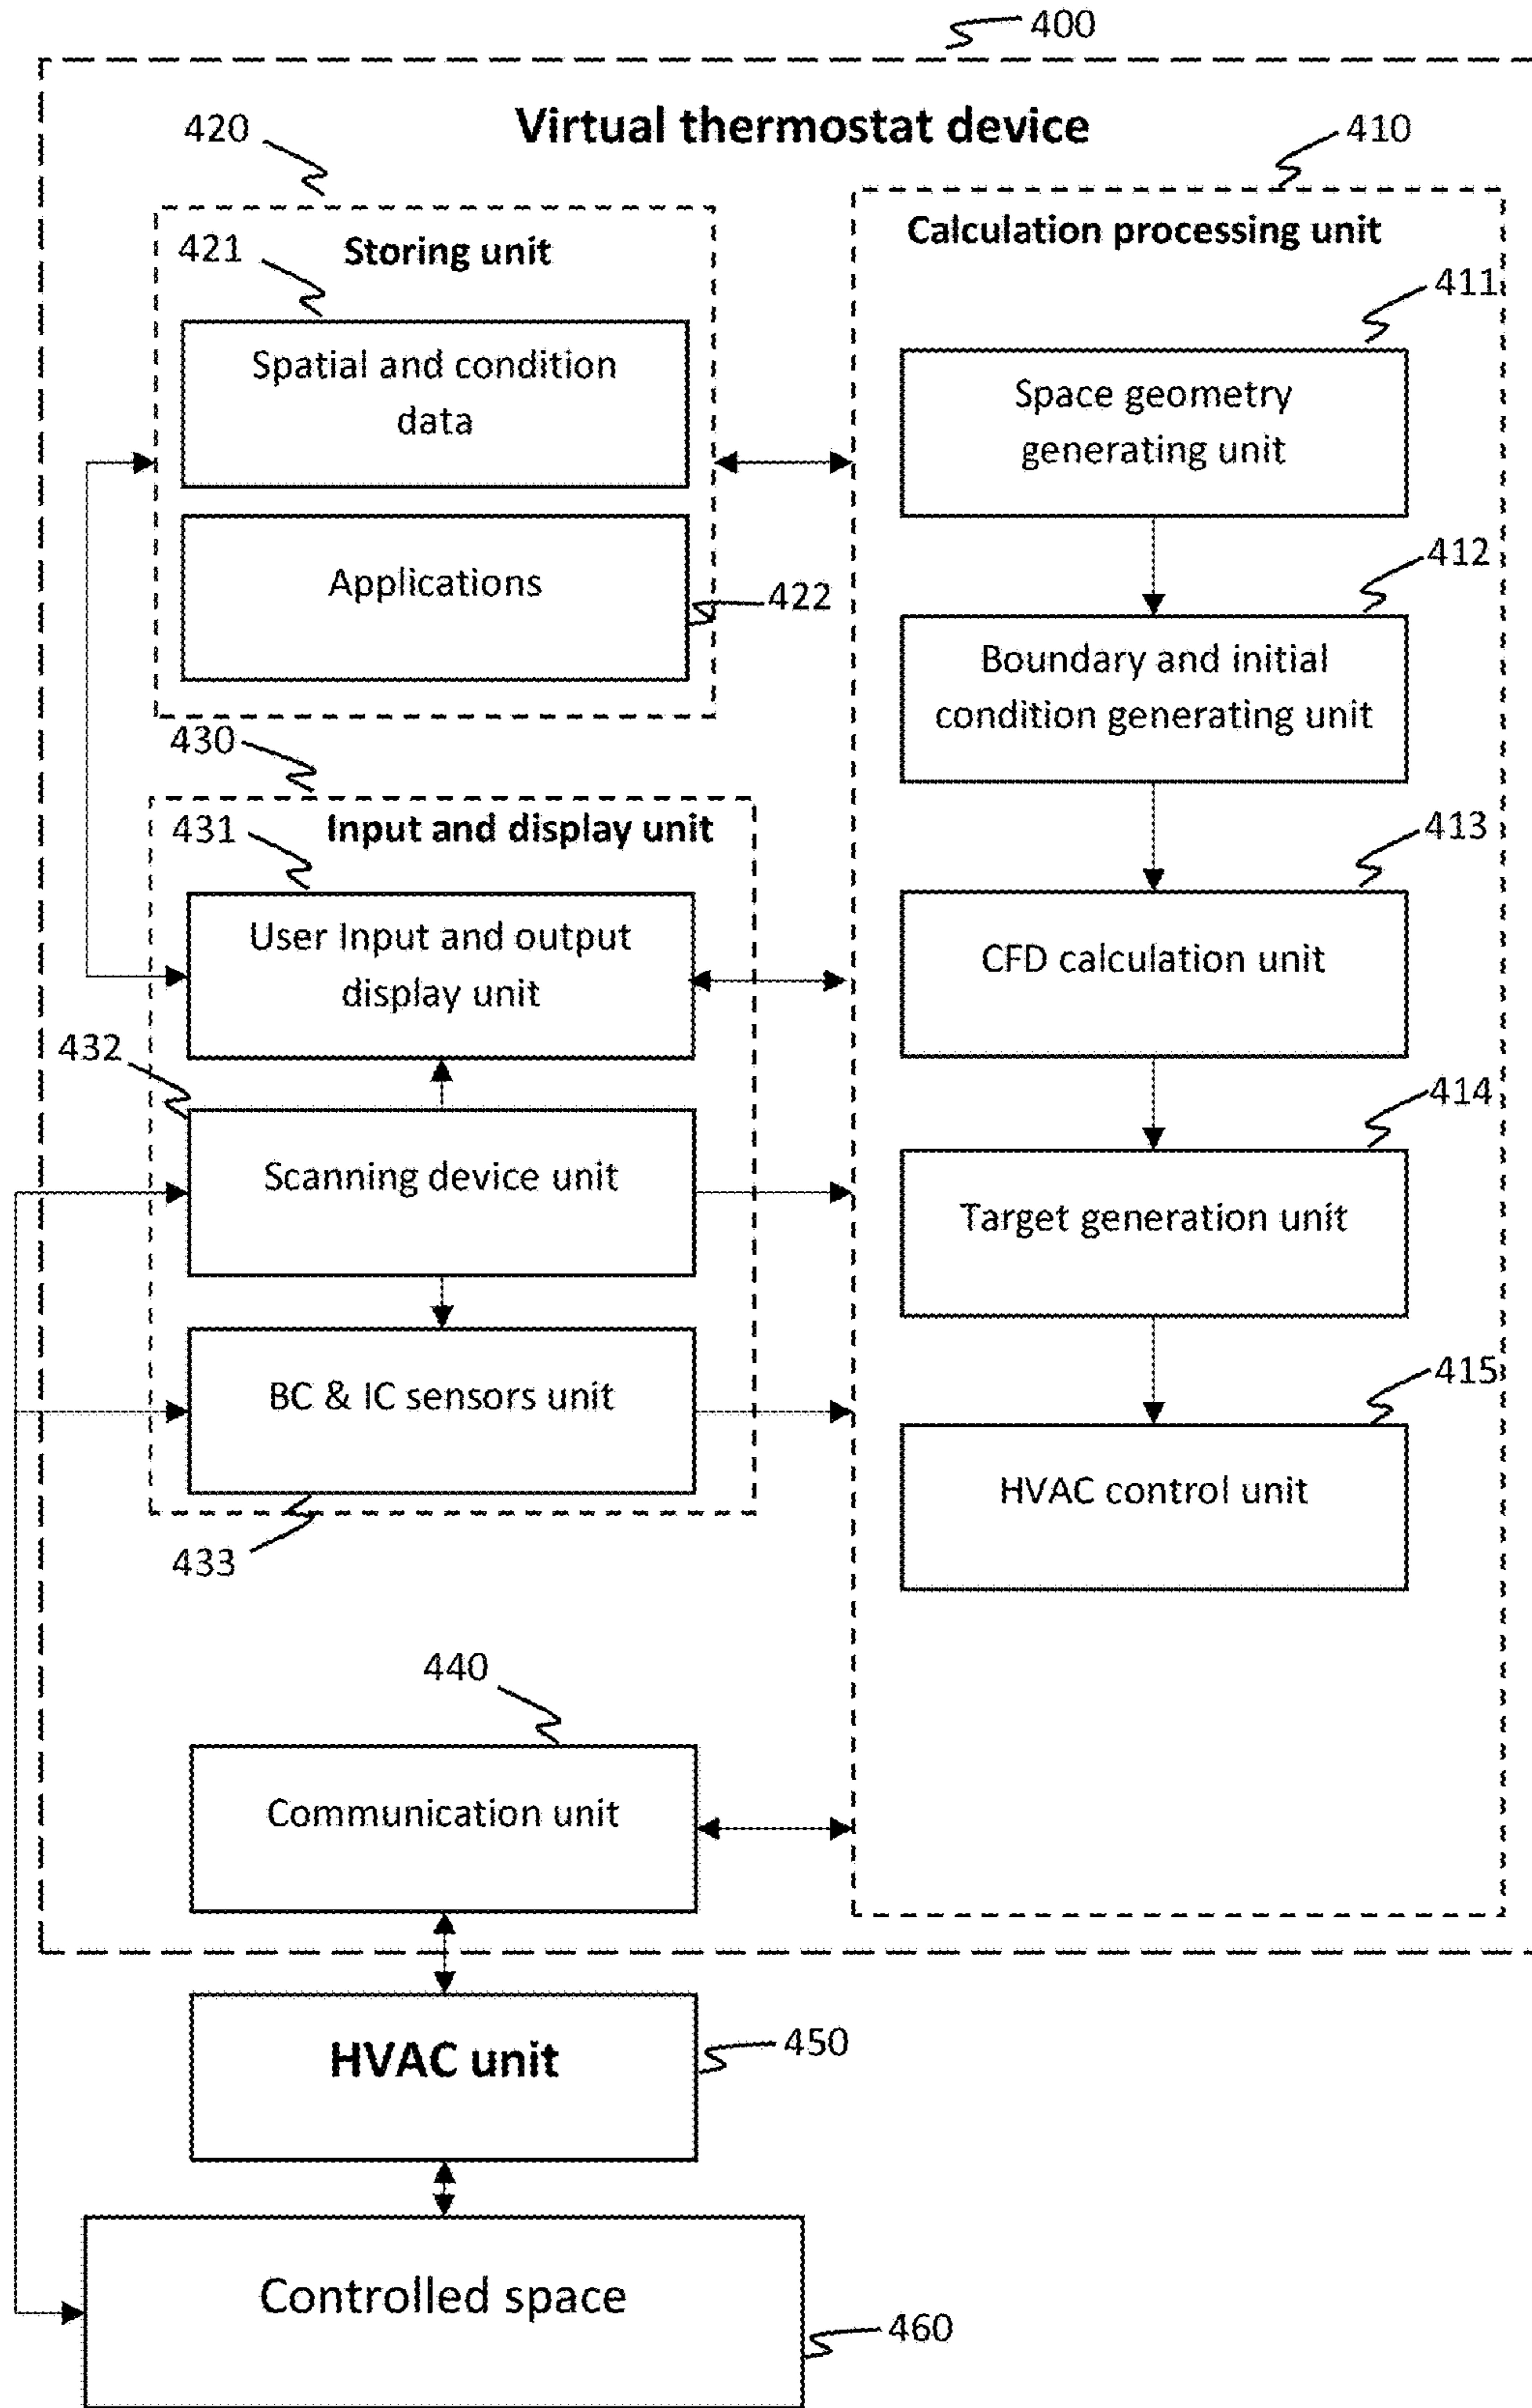 400
Virtual thermostat device
420
410
Storing unit
421
Spatial and condition
data
Applications
422
Calculation processing unit
411
Space geometry
generating unit
412
Boundary and initial
condition generating unit
413
CFD calculation unit
414
Target generation unit
415
HVAC control unit
430
Input and display unit
431
User Input and output
display unit
432
Scanning device unit
BC & IC sensors unit
433
440
Communication unit
HVAC unit
450
Controlled space
460